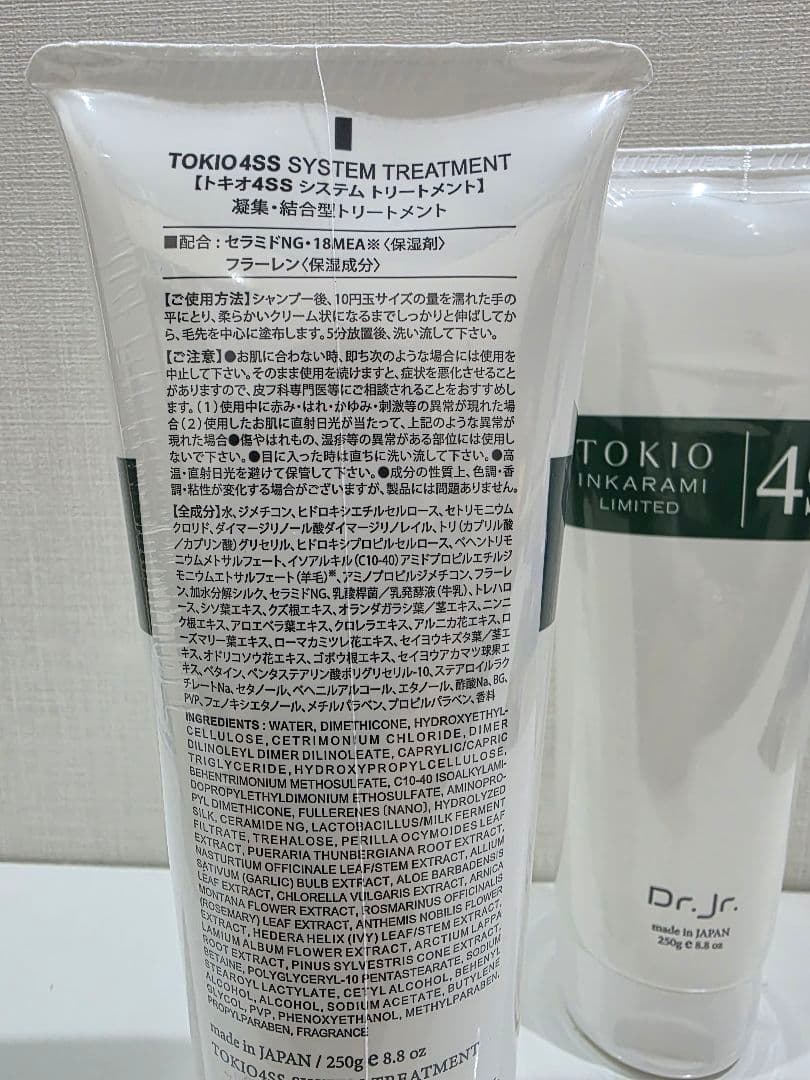 TOKIO4SS SYSTEM TREATMENT
【トキオ4SS システム トリートメント】
凝集・結合型トリートメント
■配合：セラミドNG・18MEA※〈保湿剤〉
フラーレン〈保湿成分〉
【ご使用方法】シャンプー後、10円玉サイズの量を濡れた手の
平にとり、柔らかいクリーム状になるまでしっかりと伸ばしてか
ら、毛先を中心に塗布します。5分放置後、洗い流して下さい。
【ご注意】●お肌に合わない時、即ち次のような場合には使用を
中止して下さい。そのまま使用を続けますと、症状を悪化させること
がありますので、皮フ科専門医等にご相談されることをおすすめし
ます。（1）使用中に赤み・はれ・かゆみ・刺激等の異常が現れた場
合（2）使用したお肌に直射日光が当たって、上記のような異常が
現れた場合●傷やはれもの、湿疹等の異常がある部位には使用し
ないで下さい。●目に入った時は直ちに洗い流して下さい。●高
温・直射日光を避けて保管して下さい。●成分の性質上、色調・香
調・粘性が変化する場合がございますが、製品には問題ありません。
【全成分】水、ジメチコン、ヒドロキシエチルセルロース、セトリモニウム
クロリド、ダイマージリノール酸ダイマージリノレイル、トリ（カプリル酸
／カプリン酸）グリセリル、ヒドロキシプロピルセルロース、ベヘントリモ
ニウムメトサルフェート、イソアルキル（C10-40）アミドプロピルエチルジ
モニウムエトサルフェート（羊毛）※、アミノプロピルジメチコン、フラーレ
ン、加水分解シルク、セラミドNG、乳酸桿菌／乳発酵液（牛乳）、トレハロ
ース、シソ葉エキス、クズ根エキス、オランダガラシ葉／茎エキス、ニンニ
ク根エキス、アロエベラ葉エキス、クロレラエキス、アルニカ花エキス、ロ
ーズマリー葉エキス、ローマカミツレ花エキス、セイヨウキズタ葉／茎エ
キス、オドリコソウ花エキス、ゴボウ根エキス、セイヨウアカマツ球果エ
キス、ベタイン、ペンタステアリン酸ポリグリセリル-10、ステアロイルラ
クチレートNa、セタノール、ベヘニルアルコール、エタノール、酢酸Na、BG、
PVP、フェノキシエタノール、メチルパラベン、プロピルパラベン、香料
INGREDIENTS : WATER, DIMETHICONE, HYDROXYETHYL-
CELLULOSE, CETRIMONIUM CHLORIDE, DIMER
DILINOLEYL DIMER DILINOLEATE, CAPRYLIC/CAPRIC
TRIGLYCERIDE, HYDROXYPROPYLCELLULOSE,
BEHENTRIMONIUM METHOSULFATE, C10-40 ISOALKYLAMI-
DOPROPYLETHYLDIMONIUM ETHOSULFATE, AMINOPRO-
PYL DIMETHICONE, FULLERENES [NANO], HYDROLYZED
SILK, CERAMIDE NG, LACTOBACILLUS/MILK FERMENT
FILTRATE, TREHALOSE, PERILLA OCYMOIDES LEAF
EXTRACT, PUERARIA THUNBERGIANA ROOT EXTRACT,
NASTURTIUM OFFICINALE LEAF/STEM EXTRACT, ALLIUM
SATIVUM (GARLIC) BULB EXTRACT, ALOE BARBADENSIS
LEAF EXTRACT, CHLORELLA VULGARIS EXTRACT, ARNICA
MONTANA FLOWER EXTRACT, ROSMARINUS OFFICINALIS
(ROSEMARY) LEAF EXTRACT, ANTHEMIS NOBILIS FLOWER
EXTRACT, HEDERA HELIX (IVY) LEAF/STEM EXTRACT,
LAMIUM ALBUM FLOWER EXTRACT, ARCTIUM LAPPA
ROOT EXTRACT, PINUS SYLVESTRIS CONE EXTRACT,
BETAINE, POLYGLYCERYL-10 PENTASTEARATE, SODIUM
STEAROYL LACTYLATE, CETYL ALCOHOL, BEHENYL
ALCOHOL, ALCOHOL, SODIUM ACETATE, BUTYLENE
GLYCOL, PVP, PHENOXYETHANOL, METHYLPARABEN,
PROPYLPARABEN, FRAGRANCE
made in JAPAN / 250g e 8.8 oz
TOKIO4SS SYSTEM TREATMENT
TOKIO
INKARAMI
LIMITED
4S
Dr.Jr.
made in JAPAN
250g e 8.8 oz